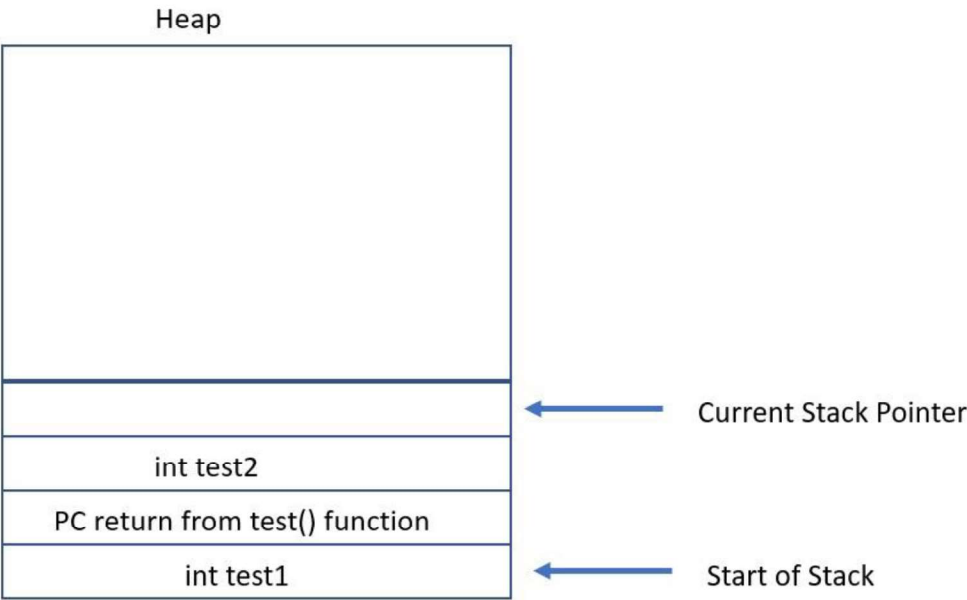 Heap
Current Stack Pointer
int test2
PC return from test() function
int test1
Start of Stack